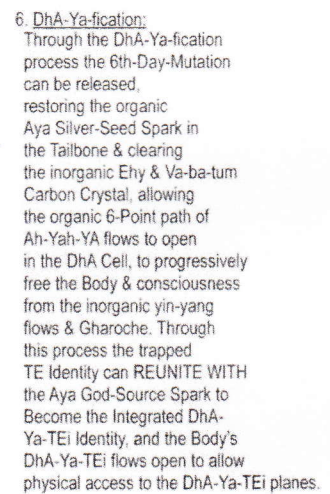 6. DhA-Ya-fication:
Through the DhA-Ya-fication
process the 6th-Day-Mutation
can be released,
restoring the organic
Aya Silver-Seed Spark in
the Tailbone & clearing
the inorganic Ehy & Va-ba-tum
Carbon Crystal, allowing
the organic 6-Point path of
Ah-Yah-YA flows to open
in the DhA Cell, to progressively
free the Body & consciousness
from the inorganic yin-yang
flows & Gharoche. Through
this process the trapped
TE Identity can REUNITE WITH
the Aya God-Source Spark to
Become the Integrated DhA-
Ya-TEi Identity, and the Body's
DhA-Ya-TEi flows open to allow
physical access to the DhA-Ya-TEi planes.